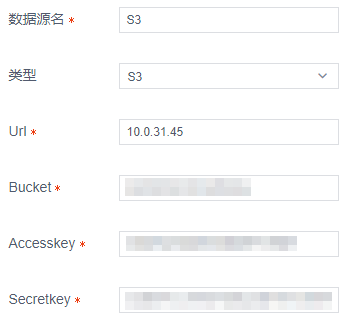 数据源名 * S3
类型 S3
Url * 10.0.31.45
Bucket *
Accesskey *
Secretkey *